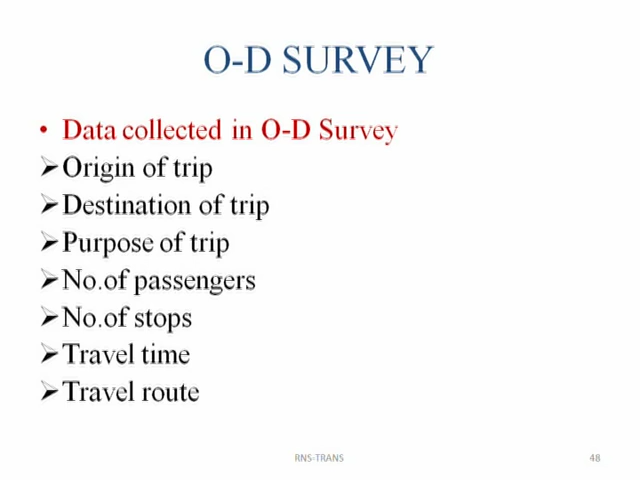 O-D SURVEY
• Data collected in O-D Survey
➢Origin of trip
➢Destination of trip
➢Purpose of trip
➢No.of passengers
➢No.of stops
➢Travel time
➢Travel route
RNS-TRANS
48